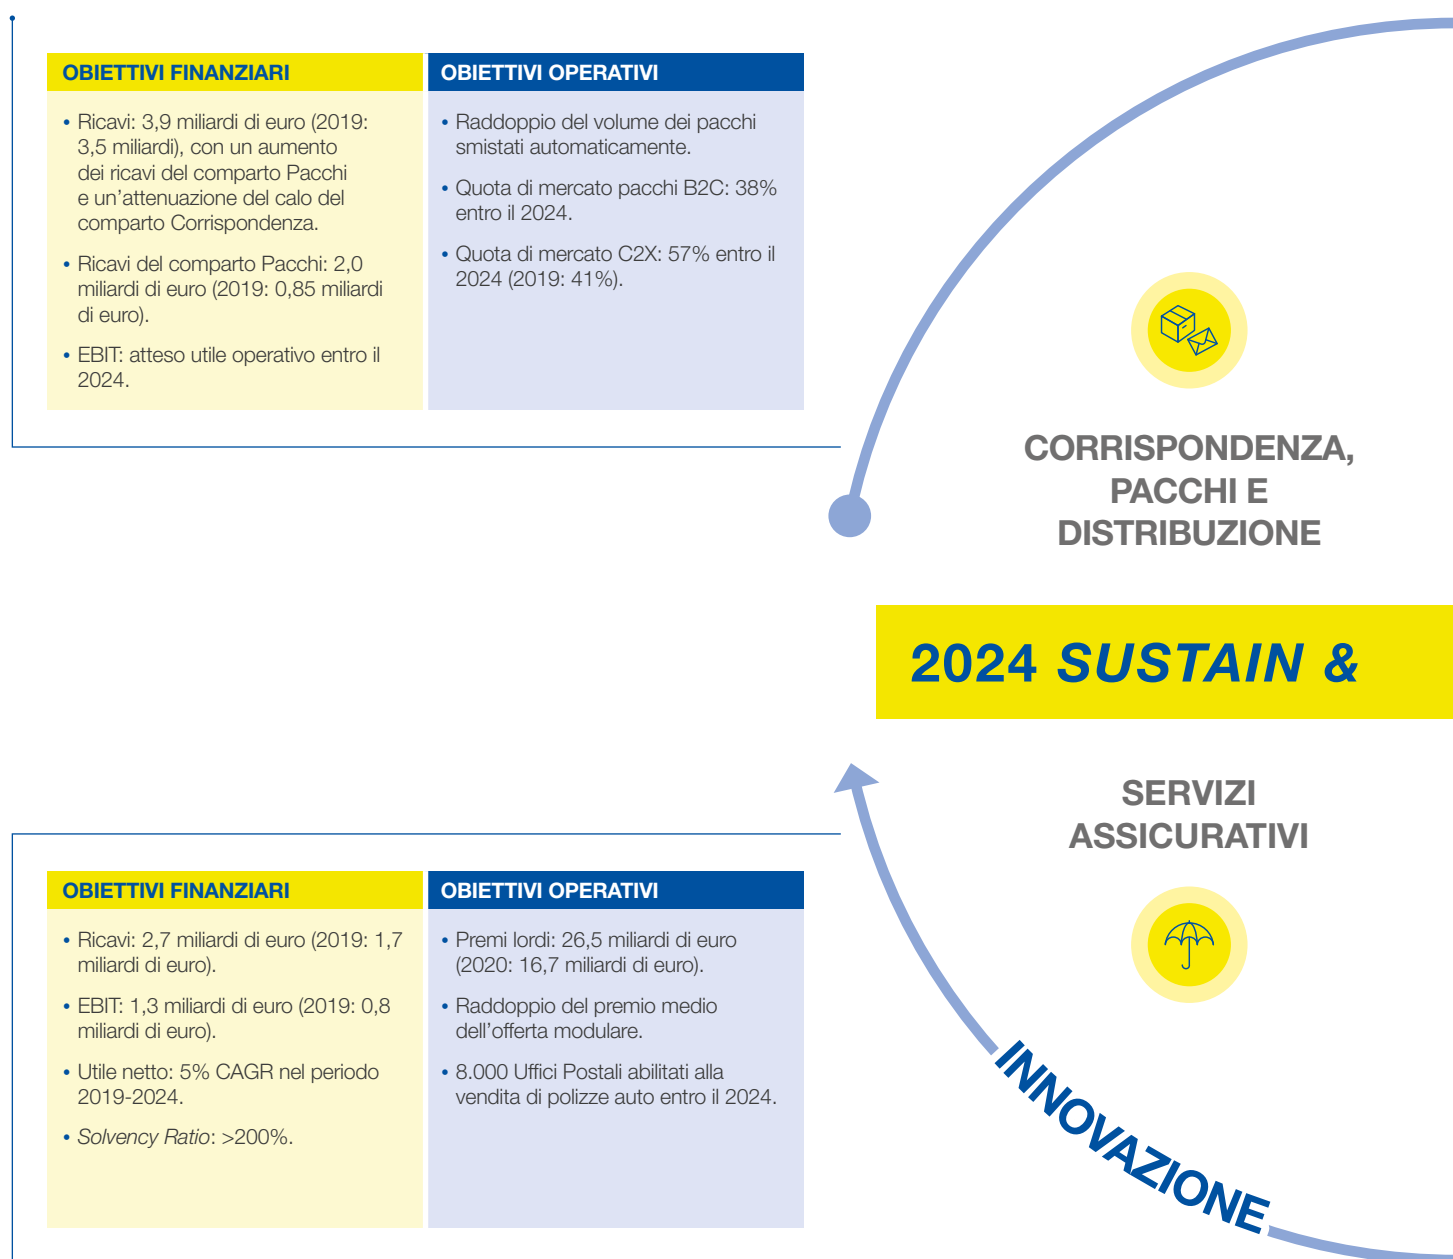 OBIETTIVI FINANZIARI
• Ricavi: 3,9 miliardi di euro (2019:
3,5 miliardi), con un aumento
dei ricavi del comparto Pacchi
e un'attenuazione del calo del
comparto Corrispondenza.
• Ricavi del comparto Pacchi: 2,0
miliardi di euro (2019: 0,85 miliardi
di euro).
• EBIT: atteso utile operativo entro il
2024.
OBIETTIVI OPERATIVI
• Raddoppio del volume dei pacchi
smistati automaticamente.
• Quota di mercato pacchi B2C: 38%
entro il 2024.
• Quota di mercato C2X: 57% entro il
2024 (2019: 41%).
CORRISPONDENZA,
PACCHI E
DISTRIBUZIONE
2024 SUSTAIN &
SERVIZI
ASSICURATIVI
OBIETTIVI FINANZIARI
• Ricavi: 2,7 miliardi di euro (2019: 1,7
miliardi di euro).
• EBIT: 1,3 miliardi di euro (2019: 0,8
miliardi di euro).
• Utile netto: 5% CAGR nel periodo
2019-2024.
• Solvency Ratio: >200%.
OBIETTIVI OPERATIVI
• Premi lordi: 26,5 miliardi di euro
(2020: 16,7 miliardi di euro).
• Raddoppio del premio medio
dell'offerta modulare.
• 8.000 Uffici Postali abilitati alla
vendita di polizze auto entro il 2024.
INNOVAZIONE